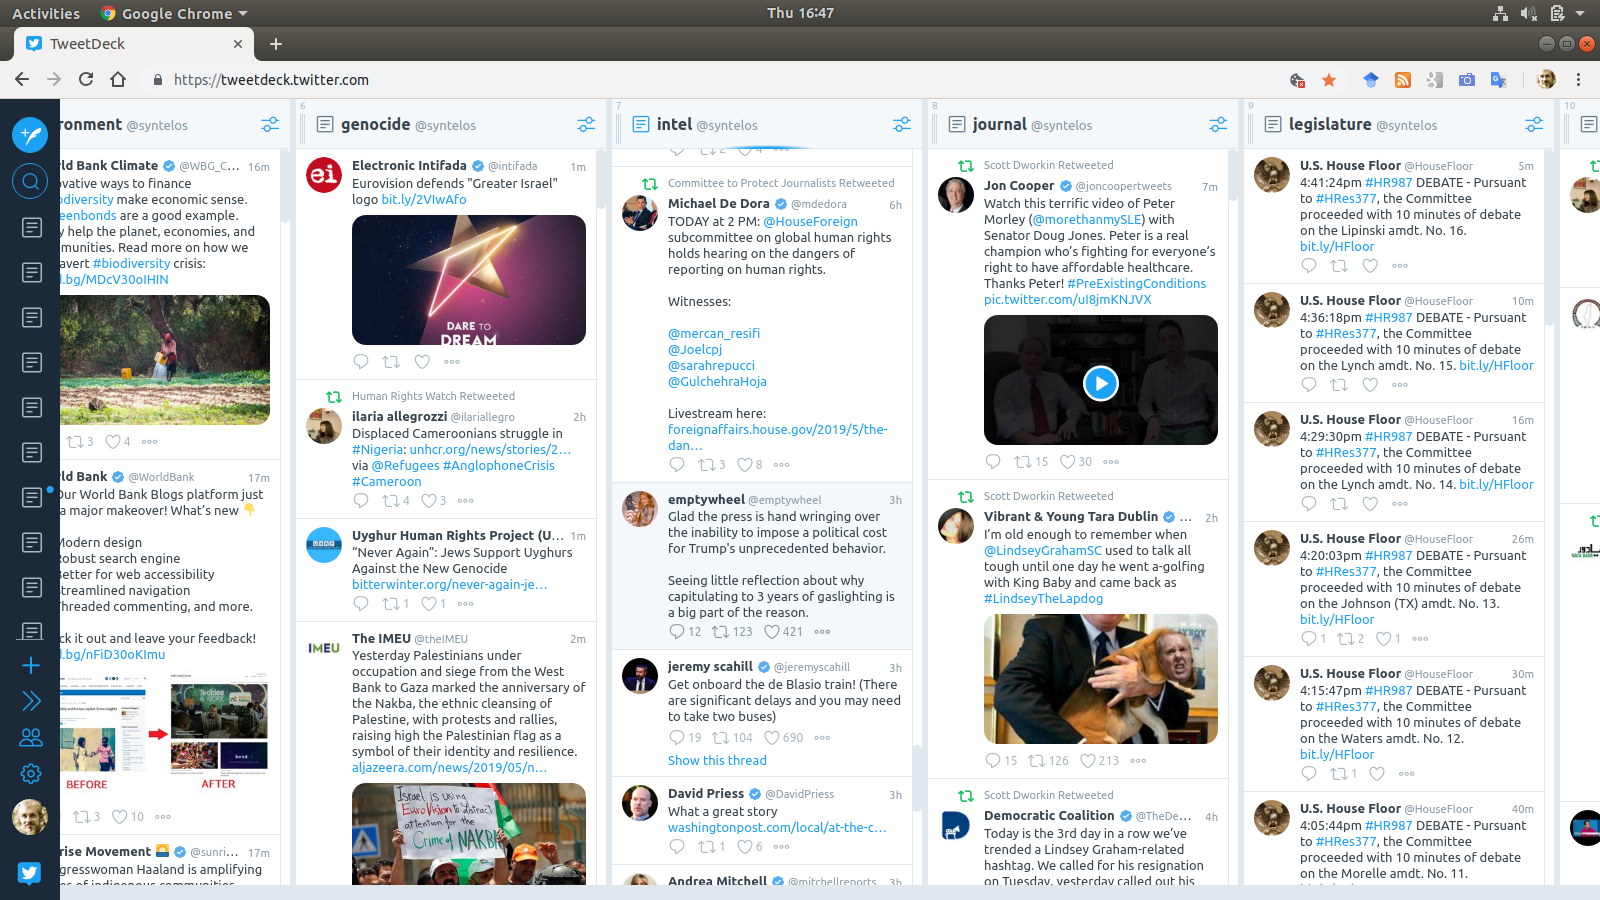 Activities
Google Chrome
Thu 16:47
TweetDeck
https://tweetdeck.twitter.com
ronment @syntelos
ld Bank Climate @WBG_C... 16m
ovative ways to finance
odiversity make economic sense.
eenbonds are a good example.
y help the planet, economies, and
munities. Read more on how we
avert #biodiversity crisis:
l.bg/MDcV30oIHIN
3 4
ld Bank @WorldBank 17m
Our World Bank Blogs platform just
a major makeover! What's new 👇
Modern design
Robust search engine
Better for web accessibility
Streamlined navigation
Threaded commenting, and more.
ck it out and leave your feedback!
l.bg/nFiD30oKImu
BEFORE AFTER
3 10
rise Movement 🌅 @sunri... 17m
gresswoman Haaland is amplifying
es of indigenous communities
6
genocide @syntelos
Electronic Intifada @intifada 1m
ei
Eurovision defends "Greater Israel"
logo bit.ly/2VIwAfo
DARE TO
DREAM
Human Rights Watch Retweeted
ilaria allegrozzi @ilariallegro 2h
Displaced Cameroonians struggle in
#Nigeria: unhcr.org/news/stories/2...
via @Refugees #AnglophoneCrisis
#Cameroon
4 3
Uyghur Human Rights Project (U... 1m
UHRP
"Never Again": Jews Support Uyghurs
Against the New Genocide
bitterwinter.org/never-again-je...
1 1
The IMEU @theIMEU 2m
IMEU
Yesterday Palestinians under
occupation and siege from the West
Bank to Gaza marked the anniversary of
the Nakba, the ethnic cleansing of
Palestine, with protests and rallies,
raising high the Palestinian flag as a
symbol of their identity and resilience.
aljazeera.com/news/2019/05/n...
Israel is using
EuroVision to distract
attention for the
Crime of NAKBA
7
intel @syntelos
2 4
Committee to Protect Journalists Retweeted
Michael De Dora @mdedora 6h
TODAY at 2 PM: @HouseForeign
subcommittee on global human rights
holds hearing on the dangers of
reporting on human rights.
Witnesses:
@mercan_resifi
@Joelcpj
@sarahrepucci
@GulchehraHoja
Livestream here:
foreignaffairs.house.gov/2019/5/the-
dan...
3 8
emptywheel @emptywheel 3h
Glad the press is hand wringing over
the inability to impose a political cost
for Trump's unprecedented behavior.
Seeing little reflection about why
capitulating to 3 years of gaslighting is
a big part of the reason.
12 123 421
jeremy scahill @jeremyscahill 3h
Get onboard the de Blasio train! (There
are significant delays and you may need
to take two buses)
19 104 690
Show this thread
David Priess @DavidPriess 3h
What a great story
washingtonpost.com/local/at-the-c...
1 6
Andrea Mitchell @mitchellreports 3h
8
journal @syntelos
Scott Dworkin Retweeted
Jon Cooper @joncoopertweets 7m
Watch this terrific video of Peter
Morley (@morethanmySLE) with
Senator Doug Jones. Peter is a real
champion who's fighting for everyone's
right to have affordable healthcare.
Thanks Peter! #PreExistingConditions
pic.twitter.com/uI8jmKNJVX
15 30
Scott Dworkin Retweeted
Vibrant & Young Tara Dublin ... 2h
I'm old enough to remember when
@LindseyGrahamSC used to talk all
tough until one day he went a-golfing
with King Baby and came back as
#LindseyTheLapdog
15 126 213
Scott Dworkin Retweeted
Democratic Coalition @TheDe... 4h
Today is the 3rd day in a row we've
trended a Lindsey Graham-related
hashtag. We called for his resignation
on Tuesday, yesterday called out his
9
legislature @syntelos
U.S. House Floor @HouseFloor 5m
4:41:24pm #HR987 DEBATE - Pursuant
to #HRes377, the Committee
proceeded with 10 minutes of debate
on the Lipinski amdt. No. 16.
bit.ly/HFloor
U.S. House Floor @HouseFloor 10m
4:36:18pm #HR987 DEBATE - Pursuant
to #HRes377, the Committee
proceeded with 10 minutes of debate
on the Lynch amdt. No. 15. bit.ly/HFloor
U.S. House Floor @HouseFloor 16m
4:29:30pm #HR987 DEBATE - Pursuant
to #HRes377, the Committee
proceeded with 10 minutes of debate
on the Lynch amdt. No. 14. bit.ly/HFloor
U.S. House Floor @HouseFloor 26m
4:20:03pm #HR987 DEBATE - Pursuant
to #HRes377, the Committee
proceeded with 10 minutes of debate
on the Johnson (TX) amdt. No. 13.
bit.ly/HFloor
1 2 1
U.S. House Floor @HouseFloor 30m
4:15:47pm #HR987 DEBATE - Pursuant
to #HRes377, the Committee
proceeded with 10 minutes of debate
on the Waters amdt. No. 12.
bit.ly/HFloor
1
U.S. House Floor @HouseFloor 40m
4:05:44pm #HR987 DEBATE - Pursuant
to #HRes377, the Committee
proceeded with 10 minutes of debate
on the Morelle amdt. No. 11.
10